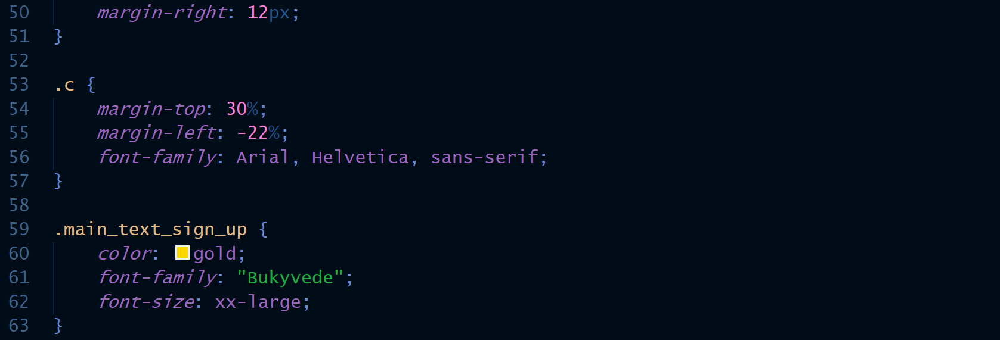 50 margin-right: 12px;
51 }
52
53 .c {
54 margin-top: 30%;
55 margin-left: -22%;
56 font-family: Arial, Helvetica, sans-serif;
57 }
58
59 .main_text_sign_up {
60 color: gold;
61 font-family: "Bukyvede";
62 font-size: xx-large;
63 }